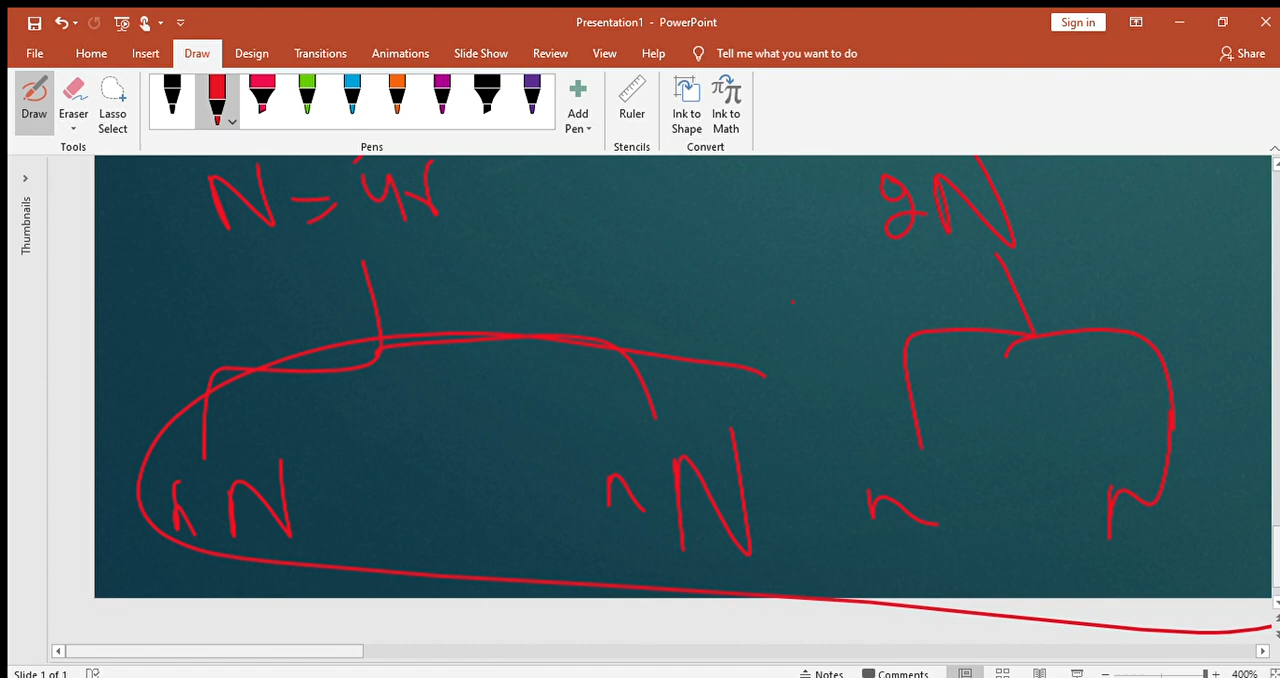 Presentation1 - PowerPoint
Sign in
File Home Insert Draw Design Transitions Animations Slide Show Review View Help Tell me what you want to do Share
Draw Eraser Lasso Select Add Pen Ruler Ink to Shape Ink to Math
Tools Pens Stencils Convert
Thumbnails
N =
2N
n N n N n n
Slide 1 of 1 Notes Comments 400%